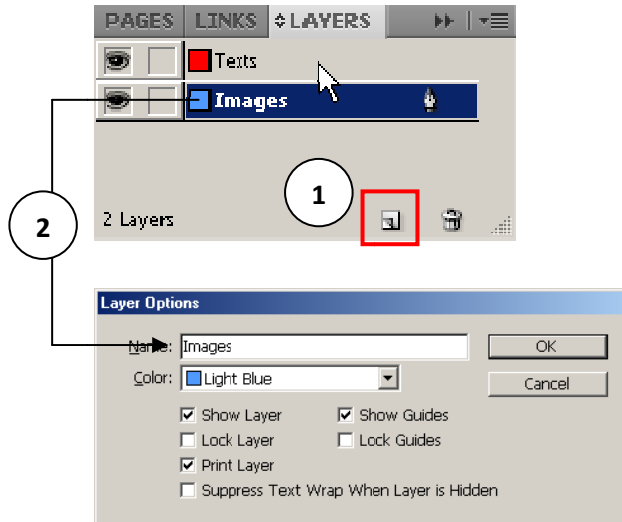 PAGES LINKS LAYERS
Texts
Images
1
2 Layers
2
Layer Options
Name: Images OK
Color: Light Blue Cancel
Show Layer Show Guides
Lock Layer Lock Guides
Print Layer
Suppress Text Wrap When Layer is Hidden